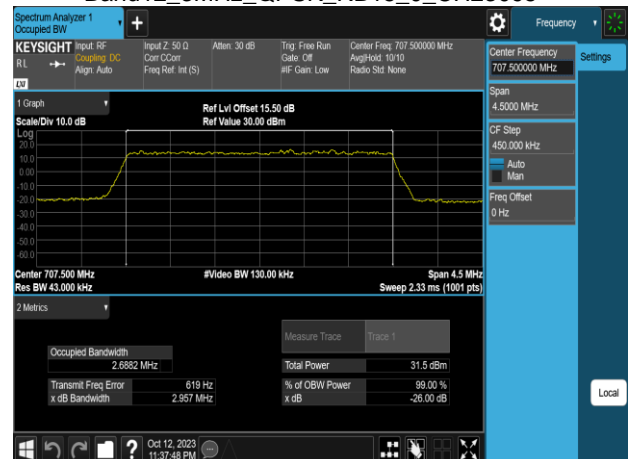 Spectrum Analyzer 1
Occupied BW
Frequency
KEYSIGHT
RL
LXI
Input: RF
Coupling: DC
Align: Auto
Input Z: 50 Ω
Corr CCorr
Freq Ref: Int (S)
Atten: 30 dB
Trig: Free Run
Gate: Off
#IF Gain: Low
Center Freq: 707.500000 MHz
Avg|Hold: 10/10
Radio Std: None
Center Frequency
707.500000 MHz
Settings
Span
4.5000 MHz
CF Step
450.000 kHz
Auto
Man
Freq Offset
0 Hz
1 Graph
Scale/Div 10.0 dB
Ref Lvl Offset 15.50 dB
Ref Value 30.00 dBm
Log
20.0
10.0
0.00
-10.0
-20.0
-30.0
-40.0
-50.0
-60.0
Center 707.500 MHz
Res BW 43.000 kHz
#Video BW 130.00 kHz
Span 4.5 MHz
Sweep 2.33 ms (1001 pts)
2 Metrics
Measure Trace
Trace 1
Occupied Bandwidth
2.6882 MHz
Total Power 31.5 dBm
Transmit Freq Error 619 Hz
% of OBW Power 99.00 %
x dB Bandwidth 2.957 MHz
x dB -26.00 dB
Local
?
Oct 12, 2023
11:37:48 PM